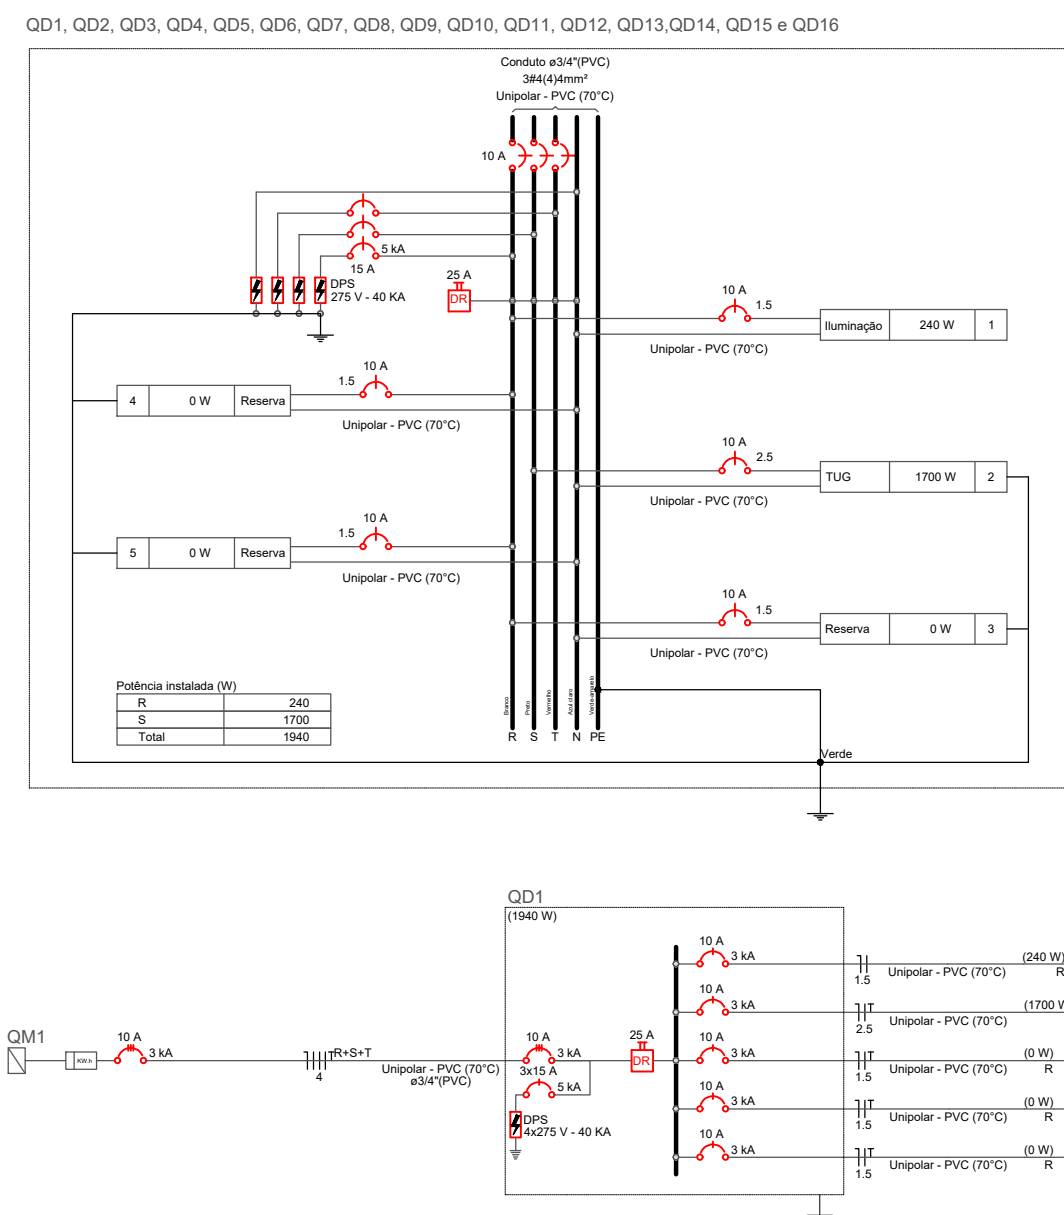 QD1, QD2, QD3, QD4, QD5, QD6, QD7, QD8, QD9, QD10, QD11, QD12, QD13,QD14, QD15 e QD16
Conduto ø3/4"(PVC)
3#4(4)4mm²
Unipolar - PVC (70°C)
10 A
5 kA
15 A
DPS
275 V - 40 KA
25 A
DR
10 A
1.5
Iluminação 240 W 1
Unipolar - PVC (70°C)
10 A
1.5
4 0 W Reserva
Unipolar - PVC (70°C)
10 A
2.5
TUG 1700 W 2
Unipolar - PVC (70°C)
10 A
1.5
5 0 W Reserva
Unipolar - PVC (70°C)
10 A
1.5
Reserva 0 W 3
Unipolar - PVC (70°C)
Potência instalada (W)
R 240
S 1700
Total 1940
Branco
Preto
Vermelho
Azul claro
Verde-amarelo
R S T N PE
Verde
QD1
(1940 W)
10 A
3 kA
1.5
Unipolar - PVC (70°C)
(240 W)
R
10 A
3 kA
T
2.5
Unipolar - PVC (70°C)
(1700 W
QM1
KW.h
10 A
3 kA
T
R+S+T
4
Unipolar - PVC (70°C)
ø3/4"(PVC)
10 A
3 kA
3x15 A
5 kA
DPS
4x275 V - 40 KA
25 A
DR
10 A
3 kA
T
1.5
Unipolar - PVC (70°C)
(0 W)
R
10 A
3 kA
T
1.5
Unipolar - PVC (70°C)
(0 W)
R
10 A
3 kA
T
1.5
Unipolar - PVC (70°C)
(0 W)
R